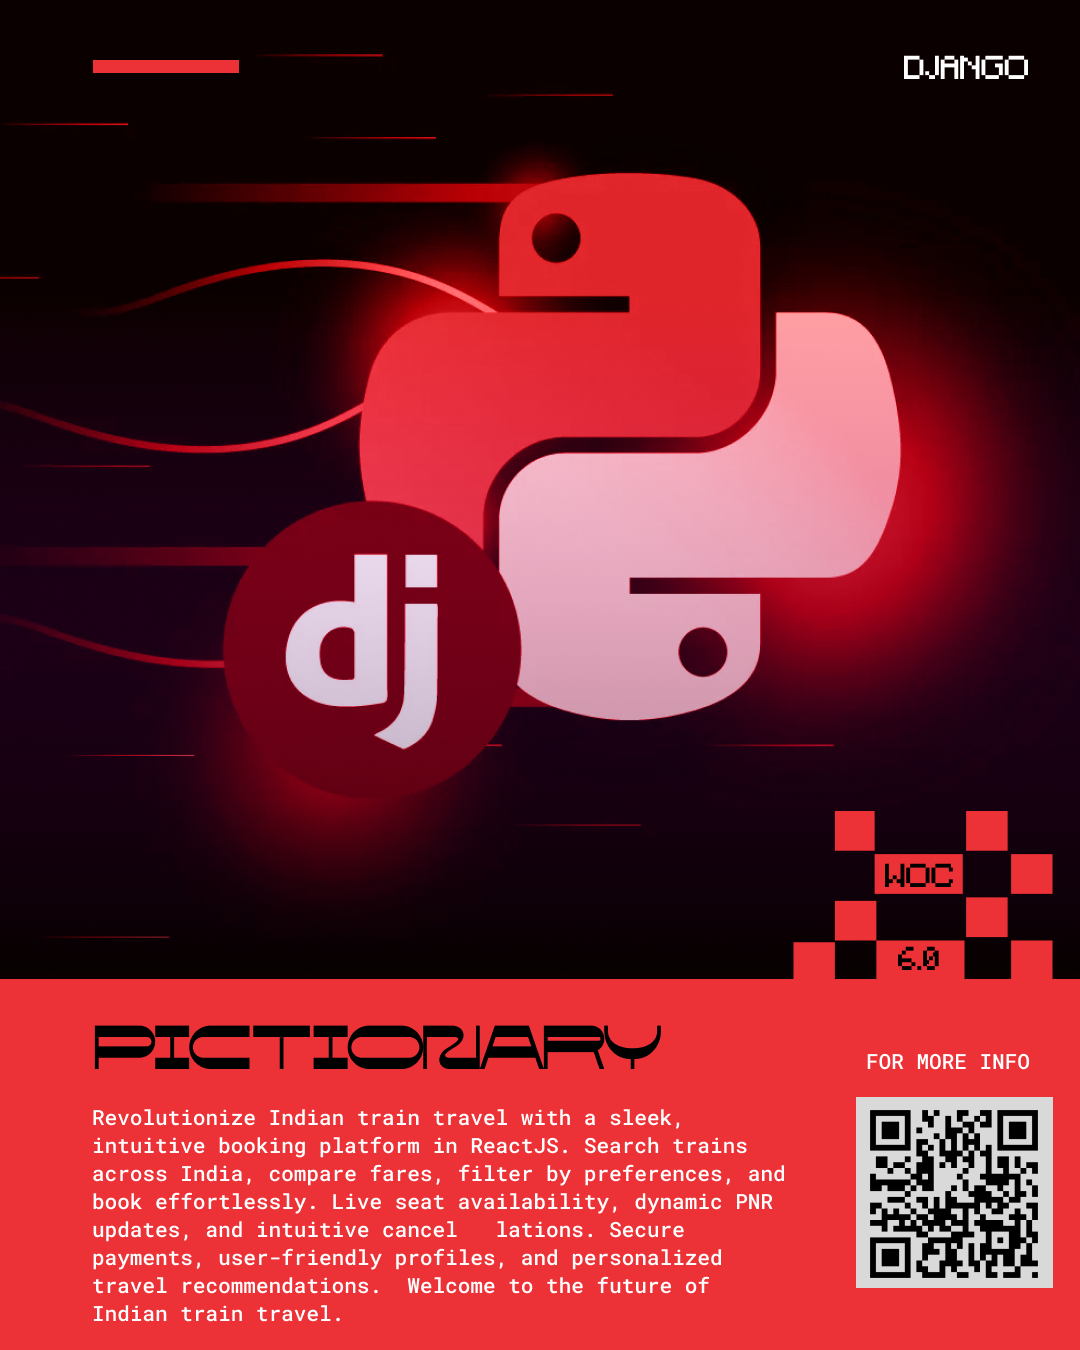 DJANGO
dj
WOC
6.0
PICTIONARY
FOR MORE INFO
Revolutionize Indian train travel with a sleek,
intuitive booking platform in ReactJS. Search trains
across India, compare fares, filter by preferences, and
book effortlessly. Live seat availability, dynamic PNR
updates, and intuitive cancel   lations. Secure
payments, user-friendly profiles, and personalized
travel recommendations.  Welcome to the future of
Indian train travel.